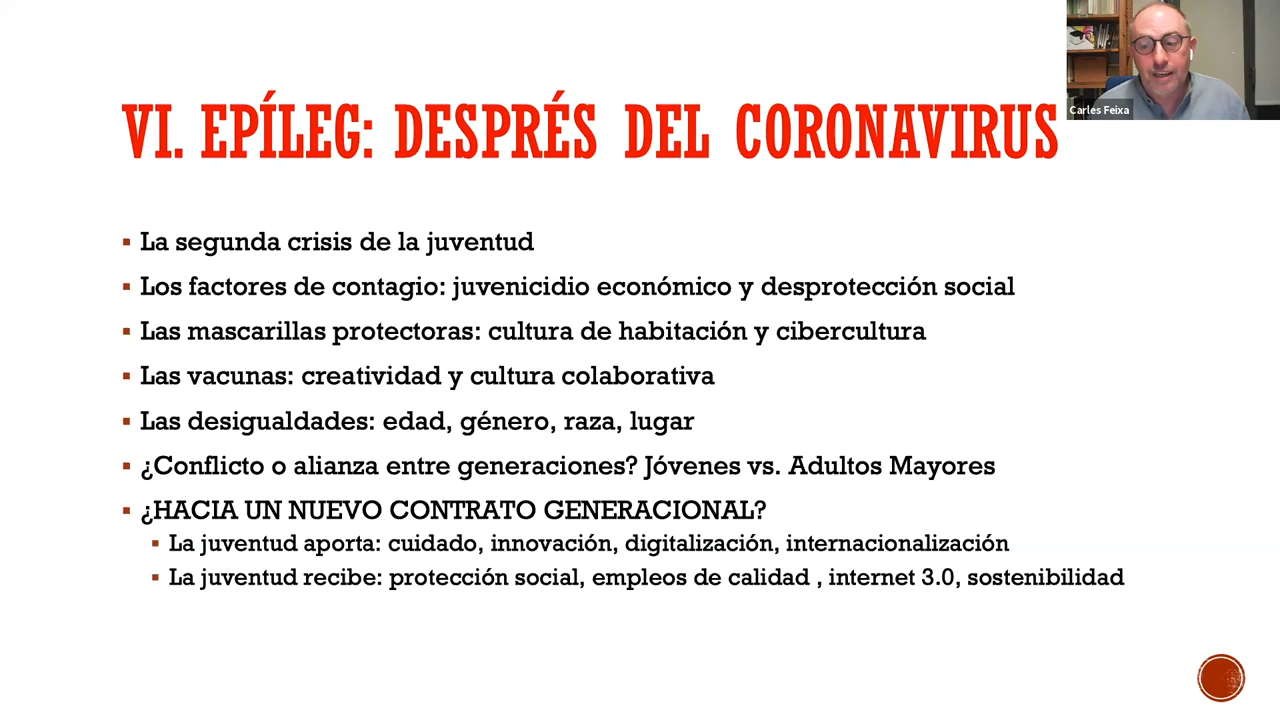 Carles Feixa
VI. EPÍLEG: DESPRÉS DEL CORONAVIRUS
La segunda crisis de la juventud
Los factores de contagio: juvenicidio económico y desprotección social
Las mascarillas protectoras: cultura de habitación y cibercultura
Las vacunas: creatividad y cultura colaborativa
Las desigualdades: edad, género, raza, lugar
¿Conflicto o alianza entre generaciones? Jóvenes vs. Adultos Mayores
¿HACIA UN NUEVO CONTRATO GENERACIONAL?
La juventud aporta: cuidado, innovación, digitalización, internacionalización
La juventud recibe: protección social, empleos de calidad , internet 3.0, sostenibilidad